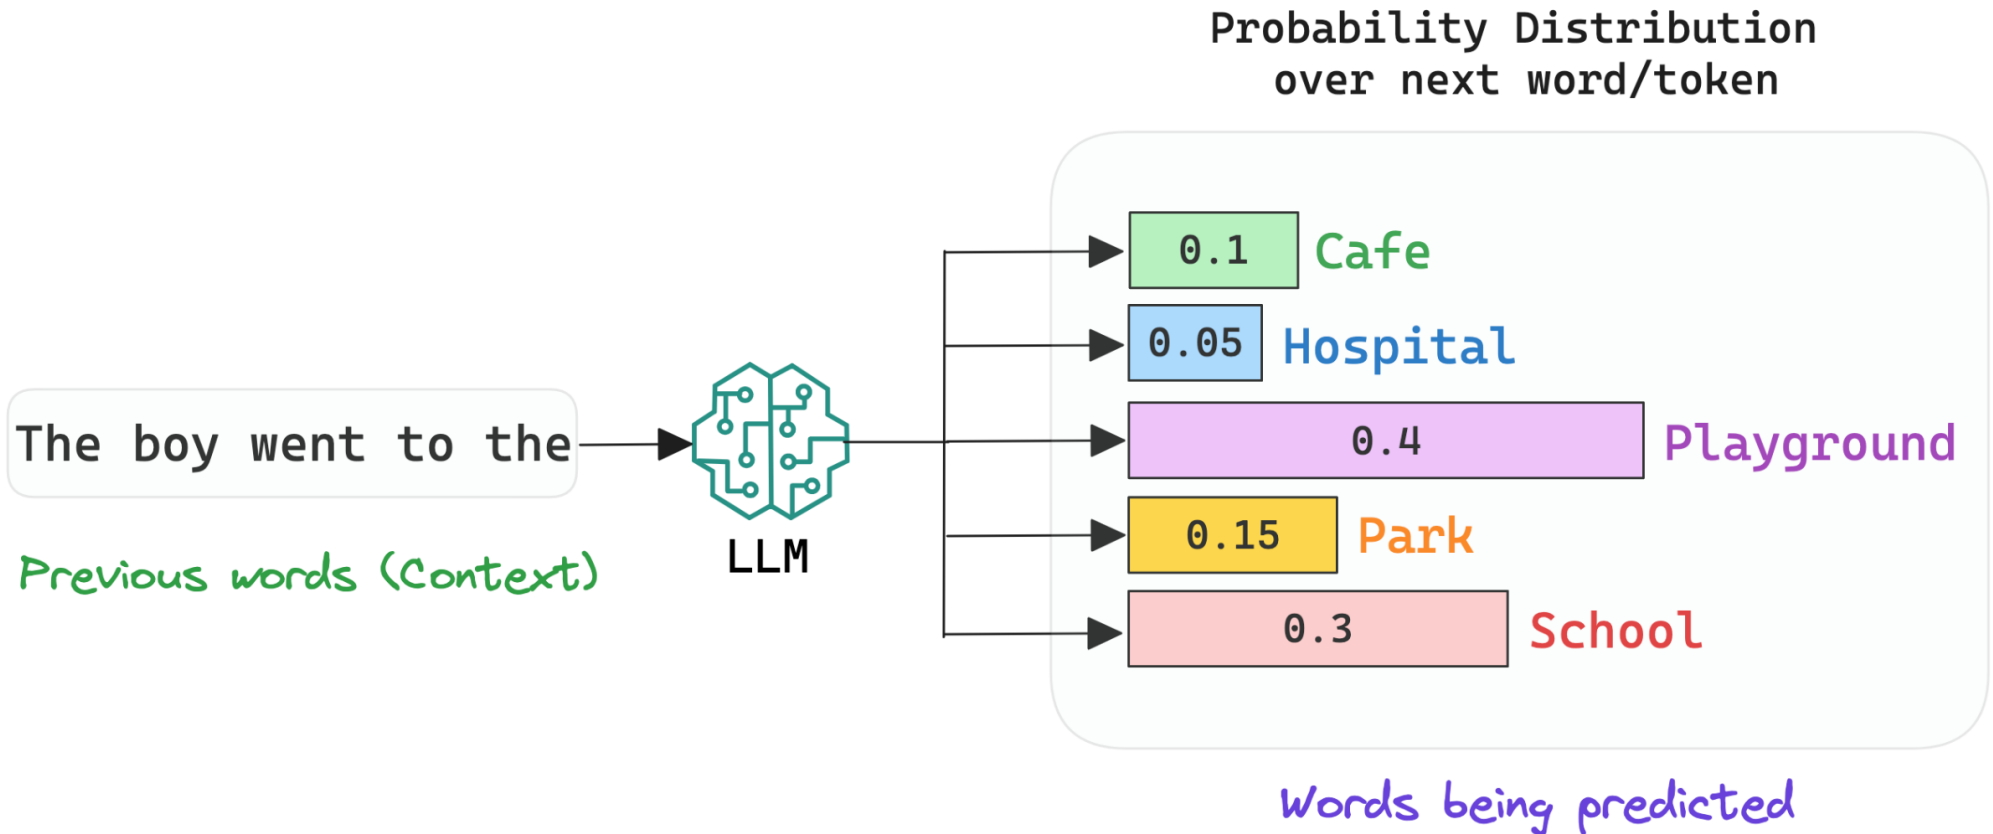 Probability Distribution
over next word/token
The boy went to the
Previous words (Context)
LLM
0.1 Cafe
0.05 Hospital
0.4 Playground
0.15 Park
0.3 School
Words being predicted